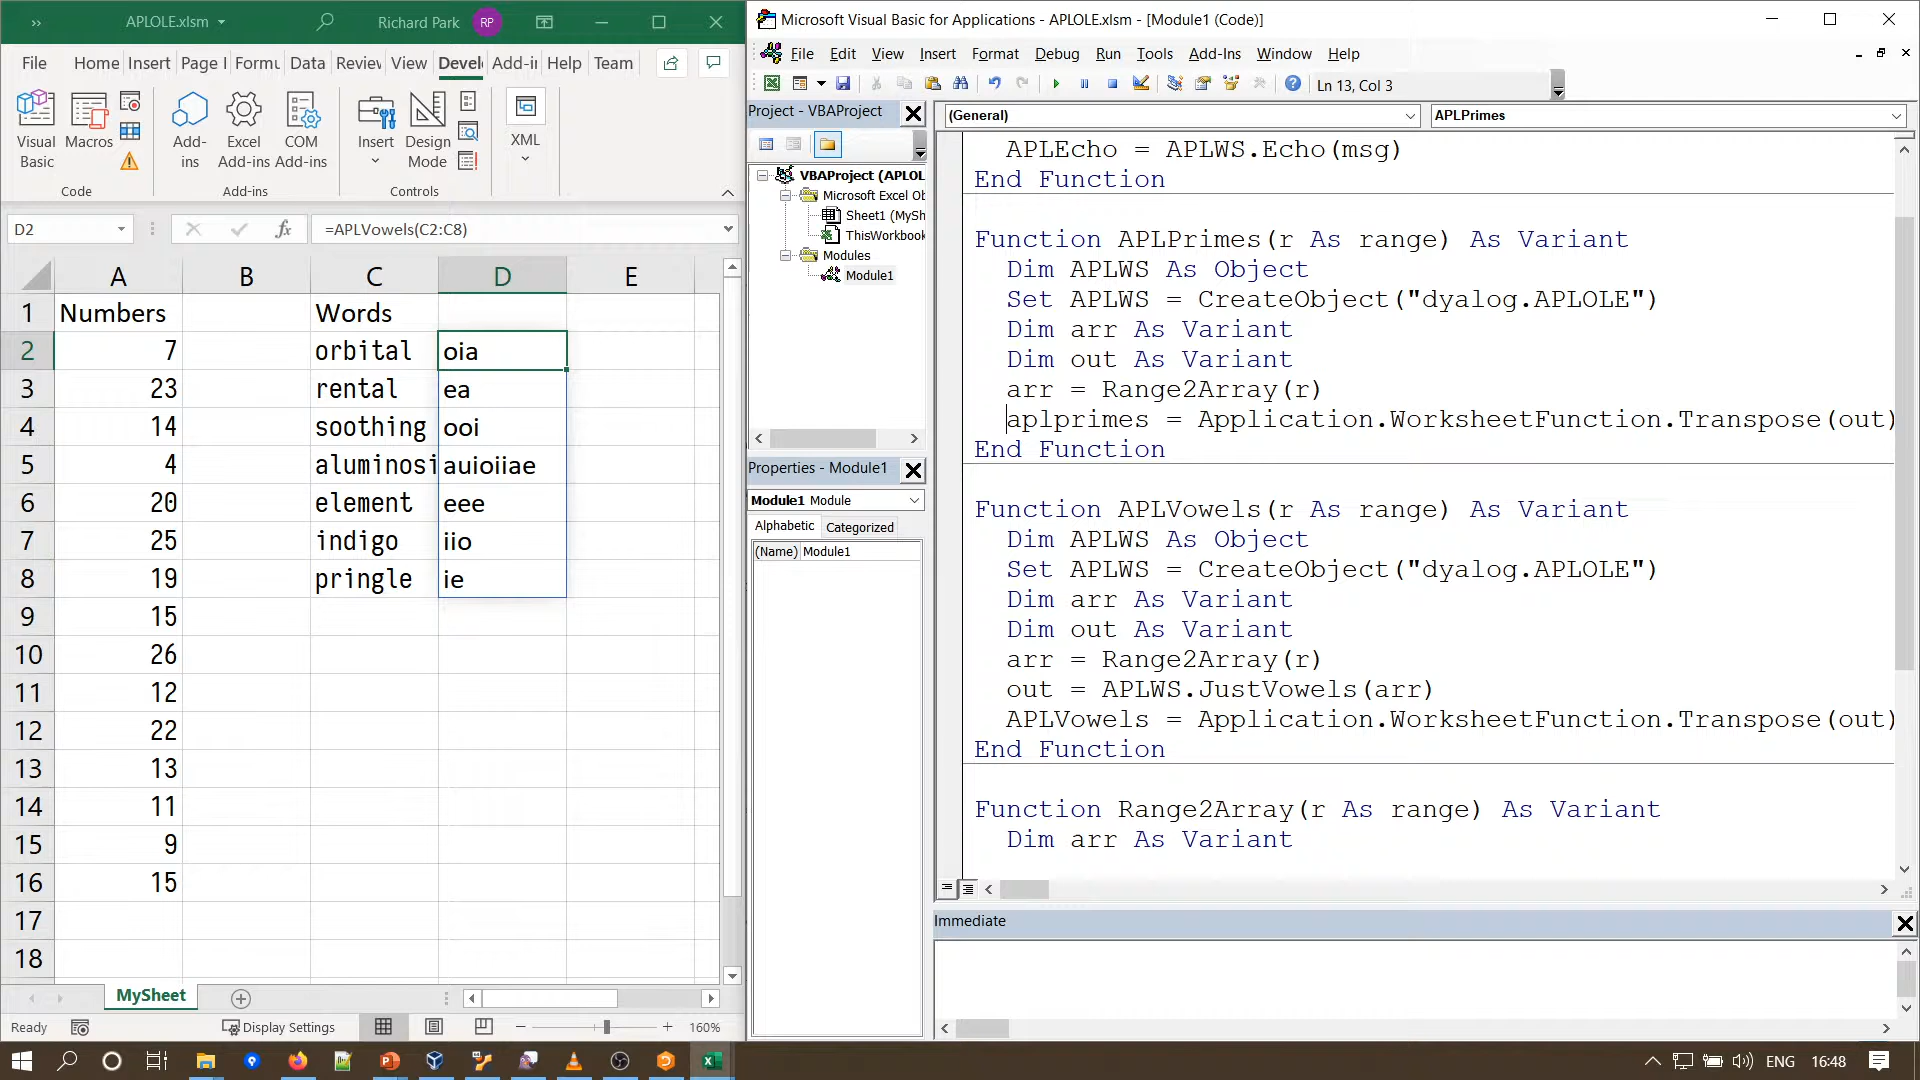 APLOLE.xlsm
Richard Park
RP
File Home Insert Page l Formu Data Review View Devel Add-in Help Team
Visual Basic
Macros
Add-ins
Excel Add-ins
COM Add-ins
Insert
Design Mode
XML
Code
Add-ins
Controls
D2
fx
=APLVowels(C2:C8)
A B C D E
1 Numbers Words
2 7 orbital oia
3 23 rental ea
4 14 soothing ooi
5 4 aluminosi auioiiae
6 20 element eee
7 25 indigo iio
8 19 pringle ie
9 15
10 26
11 12
12 22
13 13
14 11
15 9
16 15
17
18
MySheet
Ready
Display Settings
160%
Microsoft Visual Basic for Applications - APLOLE.xlsm - [Module1 (Code)]
File Edit View Insert Format Debug Run Tools Add-Ins Window Help
Ln 13, Col 3
Project - VBAProject
VBAProject (APLOL
Microsoft Excel Ob
Sheet1 (MySh
ThisWorkbook
Modules
Module1
Properties - Module1
Module1 Module
Alphabetic Categorized
(Name) Module1
(General)
APLPrimes
APLEcho = APLWS.Echo(msg)
End Function
Function APLPrimes(r As range) As Variant
Dim APLWS As Object
Set APLWS = CreateObject("dyalog.APLOLE")
Dim arr As Variant
Dim out As Variant
arr = Range2Array(r)
aplprimes = Application.WorksheetFunction.Transpose(out)
End Function
Function APLVowels(r As range) As Variant
Dim APLWS As Object
Set APLWS = CreateObject("dyalog.APLOLE")
Dim arr As Variant
Dim out As Variant
arr = Range2Array(r)
out = APLWS.JustVowels(arr)
APLVowels = Application.WorksheetFunction.Transpose(out)
End Function
Function Range2Array(r As range) As Variant
Dim arr As Variant
Immediate
ENG
16:48